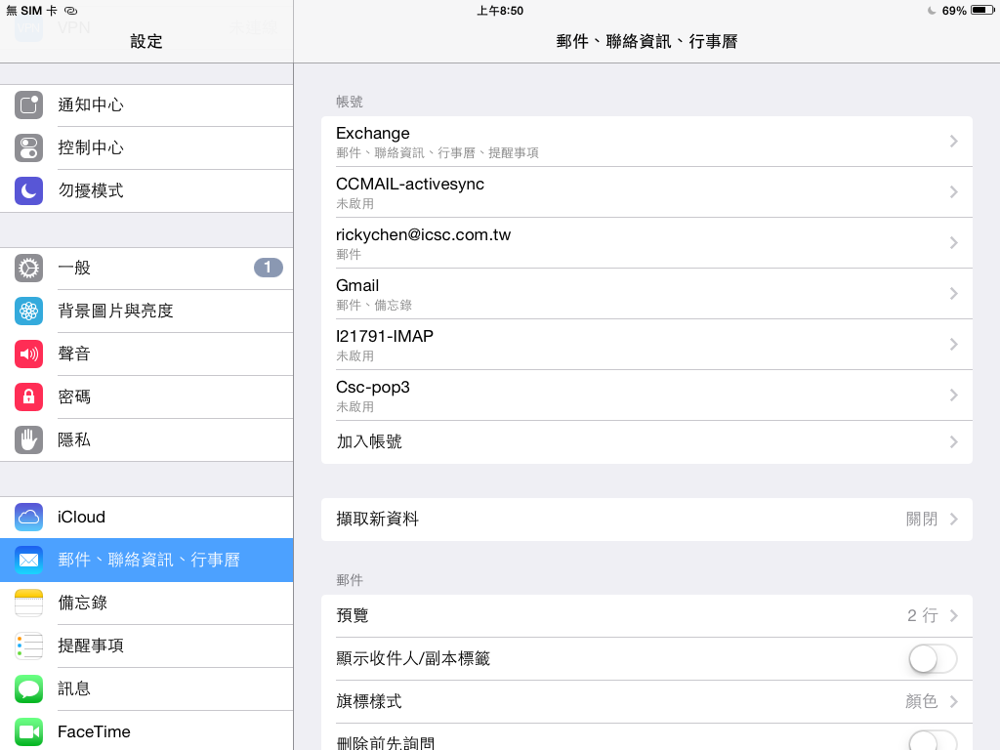 無 SIM 卡
上午8:50
69%
VPN
設定
通知中心
控制中心
勿擾模式
一般
1
背景圖片與亮度
聲音
密碼
隱私
iCloud
郵件、聯絡資訊、行事曆
備忘錄
提醒事項
訊息
FaceTime
郵件、聯絡資訊、行事曆
帳號
Exchange
郵件、聯絡資訊、行事曆、提醒事項
CCMAIL-activesync
未啟用
rickychen@icsc.com.tw
郵件
Gmail
郵件、備忘錄
I21791-IMAP
未啟用
Csc-pop3
未啟用
加入帳號
擷取新資料
關閉
郵件
預覽
2 行
顯示收件人/副本標籤
旗標樣式
顏色
刪除前先詢問